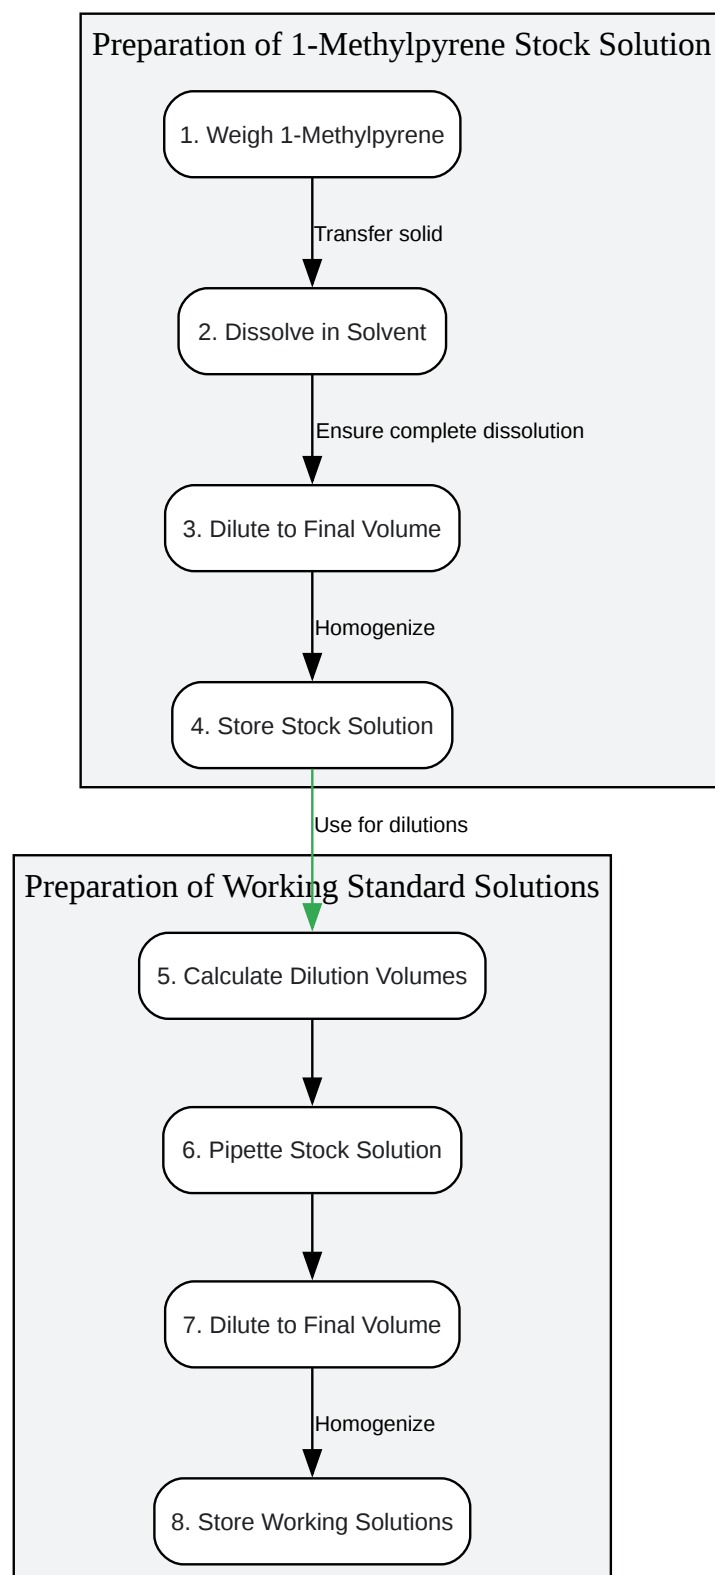 Preparation of 1-Methylpyrene Stock Solution
1. Weigh 1-Methylpyrene
Transfer solid
2. Dissolve in Solvent
Ensure complete dissolution
3. Dilute to Final Volume
Homogenize
4. Store Stock Solution
Use for dilutions
Preparation of Working Standard Solutions
5. Calculate Dilution Volumes
6. Pipette Stock Solution
7. Dilute to Final Volume
Homogenize
8. Store Working Solutions